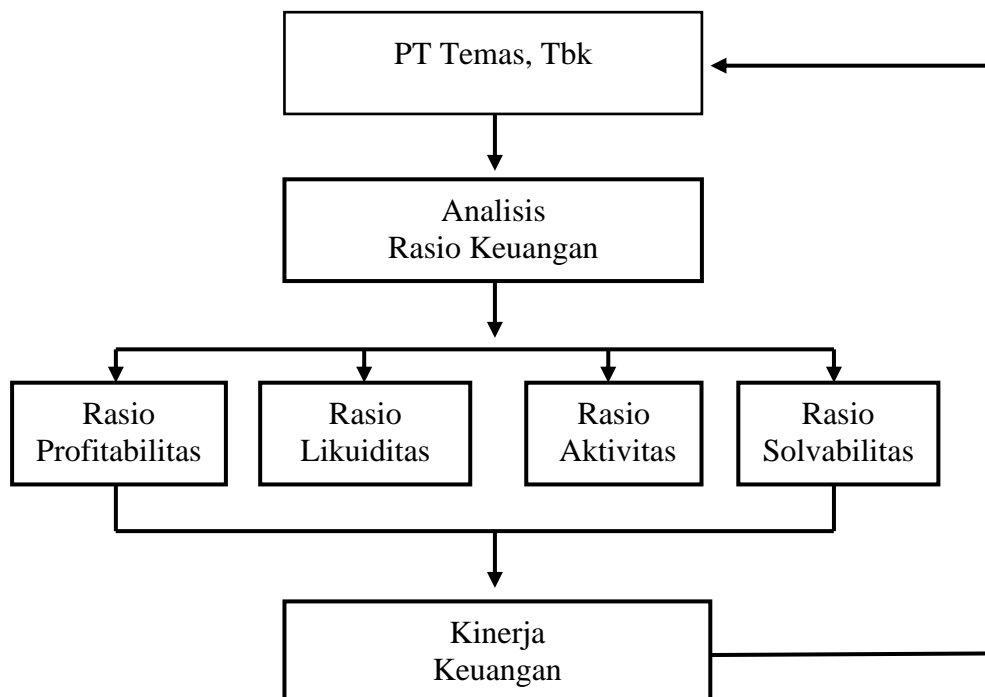 PT Temas, Tbk
Analisis
Rasio Keuangan
Rasio
Profitabilitas
Rasio
Likuiditas
Rasio
Aktivitas
Rasio
Solvabilitas
Kinerja
Keuangan